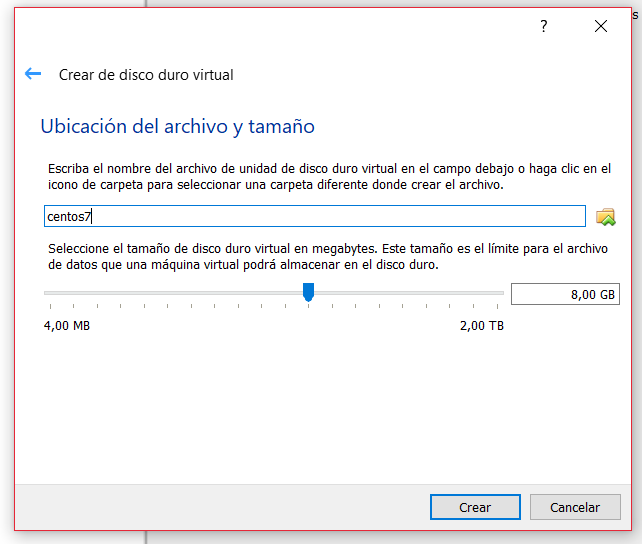 s
?
Crear de disco duro virtual
Ubicación del archivo y tamaño
Escriba el nombre del archivo de unidad de disco duro virtual en el campo debajo o haga clic en el
icono de carpeta para seleccionar una carpeta diferente donde crear el archivo.
centos7
Seleccione el tamaño de disco duro virtual en megabytes. Este tamaño es el límite para el archivo
de datos que una máquina virtual podrá almacenar en el disco duro.
8,00 GB
4,00 MB
2,00 TB
Crear
Cancelar